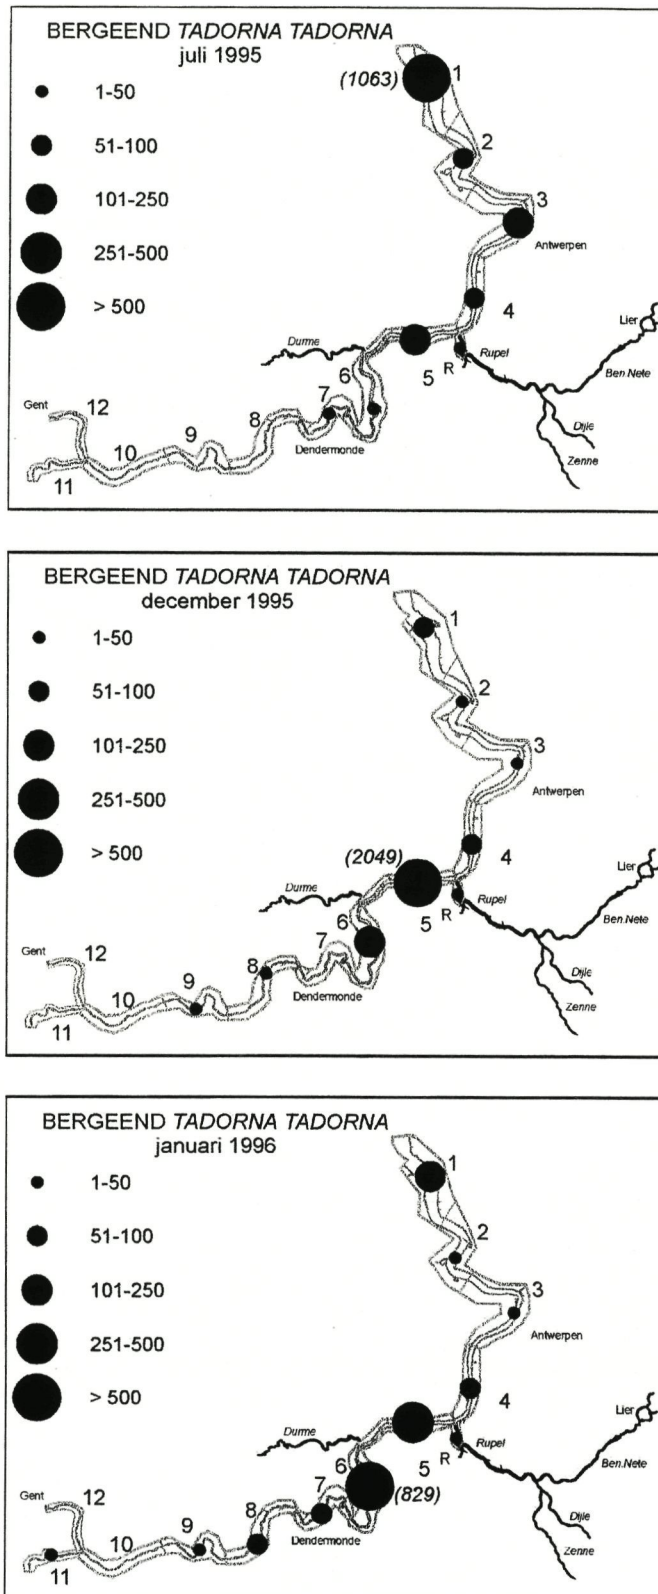 BERGEEND TADORNA TADORNA
juli 1995
1-50
51-100
101-250
251-500
> 500
(1063)
1
2
3
Antwerpen
4
Lier
Durme
Rupel
R
Ben.Nete
5
6
7
Gent
12
8
9
Dendermonde
Dijle
10
Zenne
11
BERGEEND TADORNA TADORNA
december 1995
1-50
51-100
101-250
251-500
> 500
1
2
3
Antwerpen
4
(2049)
Lier
Durme
Rupel
R
Ben.Nete
5
6
7
Gent
12
8
9
Dendermonde
Dijle
10
Zenne
11
BERGEEND TADORNA TADORNA
januari 1996
1-50
51-100
101-250
251-500
> 500
1
2
3
Antwerpen
4
Lier
Durme
Rupel
R
Ben.Nete
5
6
(829)
7
Gent
12
8
9
Dendermonde
Dijle
10
Zenne
11